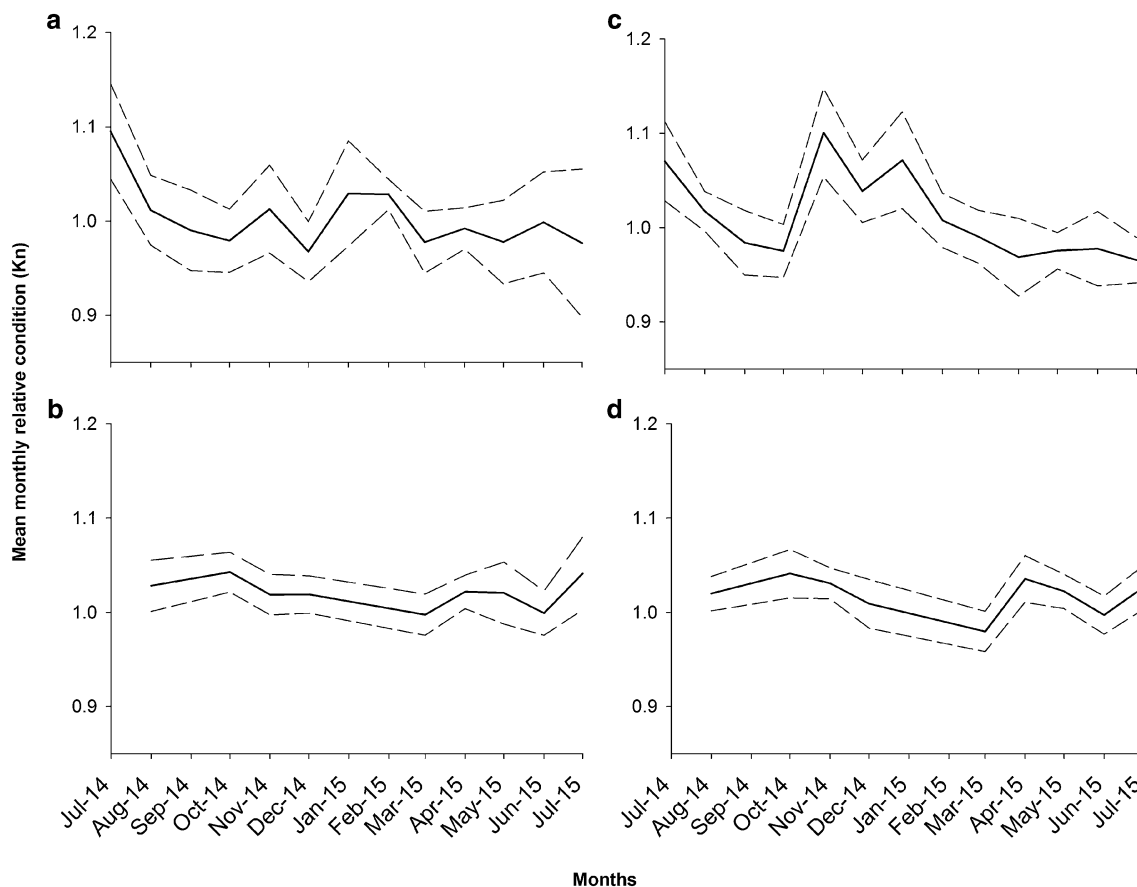 a
1.2
1.1
1.0
0.9
c
1.2
1.1
1.0
0.9
Mean monthly relative condition (Kn)
b
1.2
1.1
1.0
0.9
d
1.2
1.1
1.0
0.9
Jul-14
Aug-14
Sep-14
Oct-14
Nov-14
Dec-14
Jan-15
Feb-15
Mar-15
Apr-15
May-15
Jun-15
Jul-15
Jul-14
Aug-14
Sep-14
Oct-14
Nov-14
Dec-14
Jan-15
Feb-15
Mar-15
Apr-15
May-15
Jun-15
Jul-15
Months